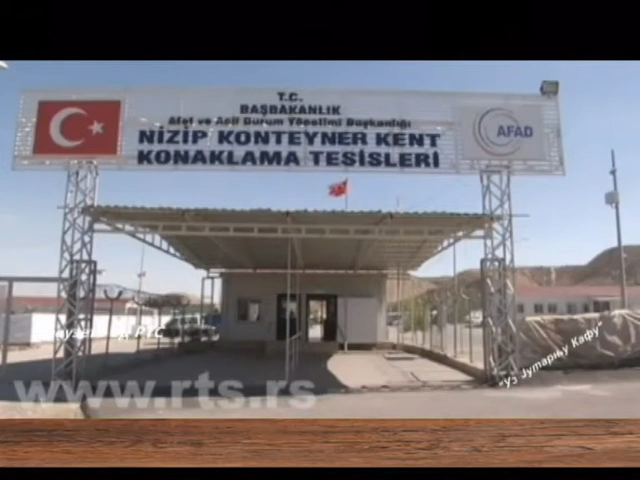 T.C.
BAŞBAKANLIK
Afet ve Acil Durum Yönetimi Başkanlığı
NİZİP KONTEYNER KENT
KONAKLAMA TESİSLERİ
AFAD
РТС
"Уз Јутарњу Кафу"
www.rts.rs